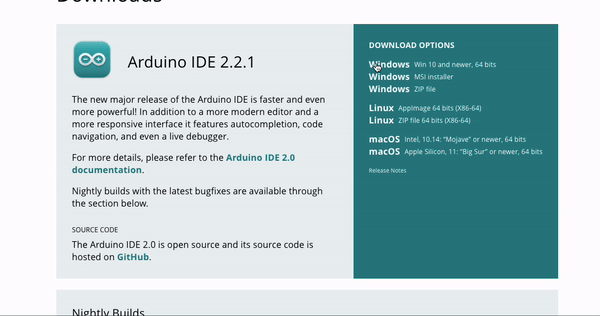 Downloads
Arduino IDE 2.2.1
The new major release of the Arduino IDE is faster and even
more powerful! In addition to a more modern editor and a
more responsive interface it features autocompletion, code
navigation, and even a live debugger.
For more details, please refer to the Arduino IDE 2.0
documentation.
Nightly builds with the latest bugfixes are available through
the section below.
SOURCE CODE
The Arduino IDE 2.0 is open source and its source code is
hosted on GitHub.
DOWNLOAD OPTIONS
Windows Win 10 and newer, 64 bits
Windows MSI installer
Windows ZIP file
Linux AppImage 64 bits (X86-64)
Linux ZIP file 64 bits (X86-64)
macOS Intel, 10.14: “Mojave” or newer, 64 bits
macOS Apple Silicon, 11: “Big Sur” or newer, 64 bits
Release Notes
Nightly Builds